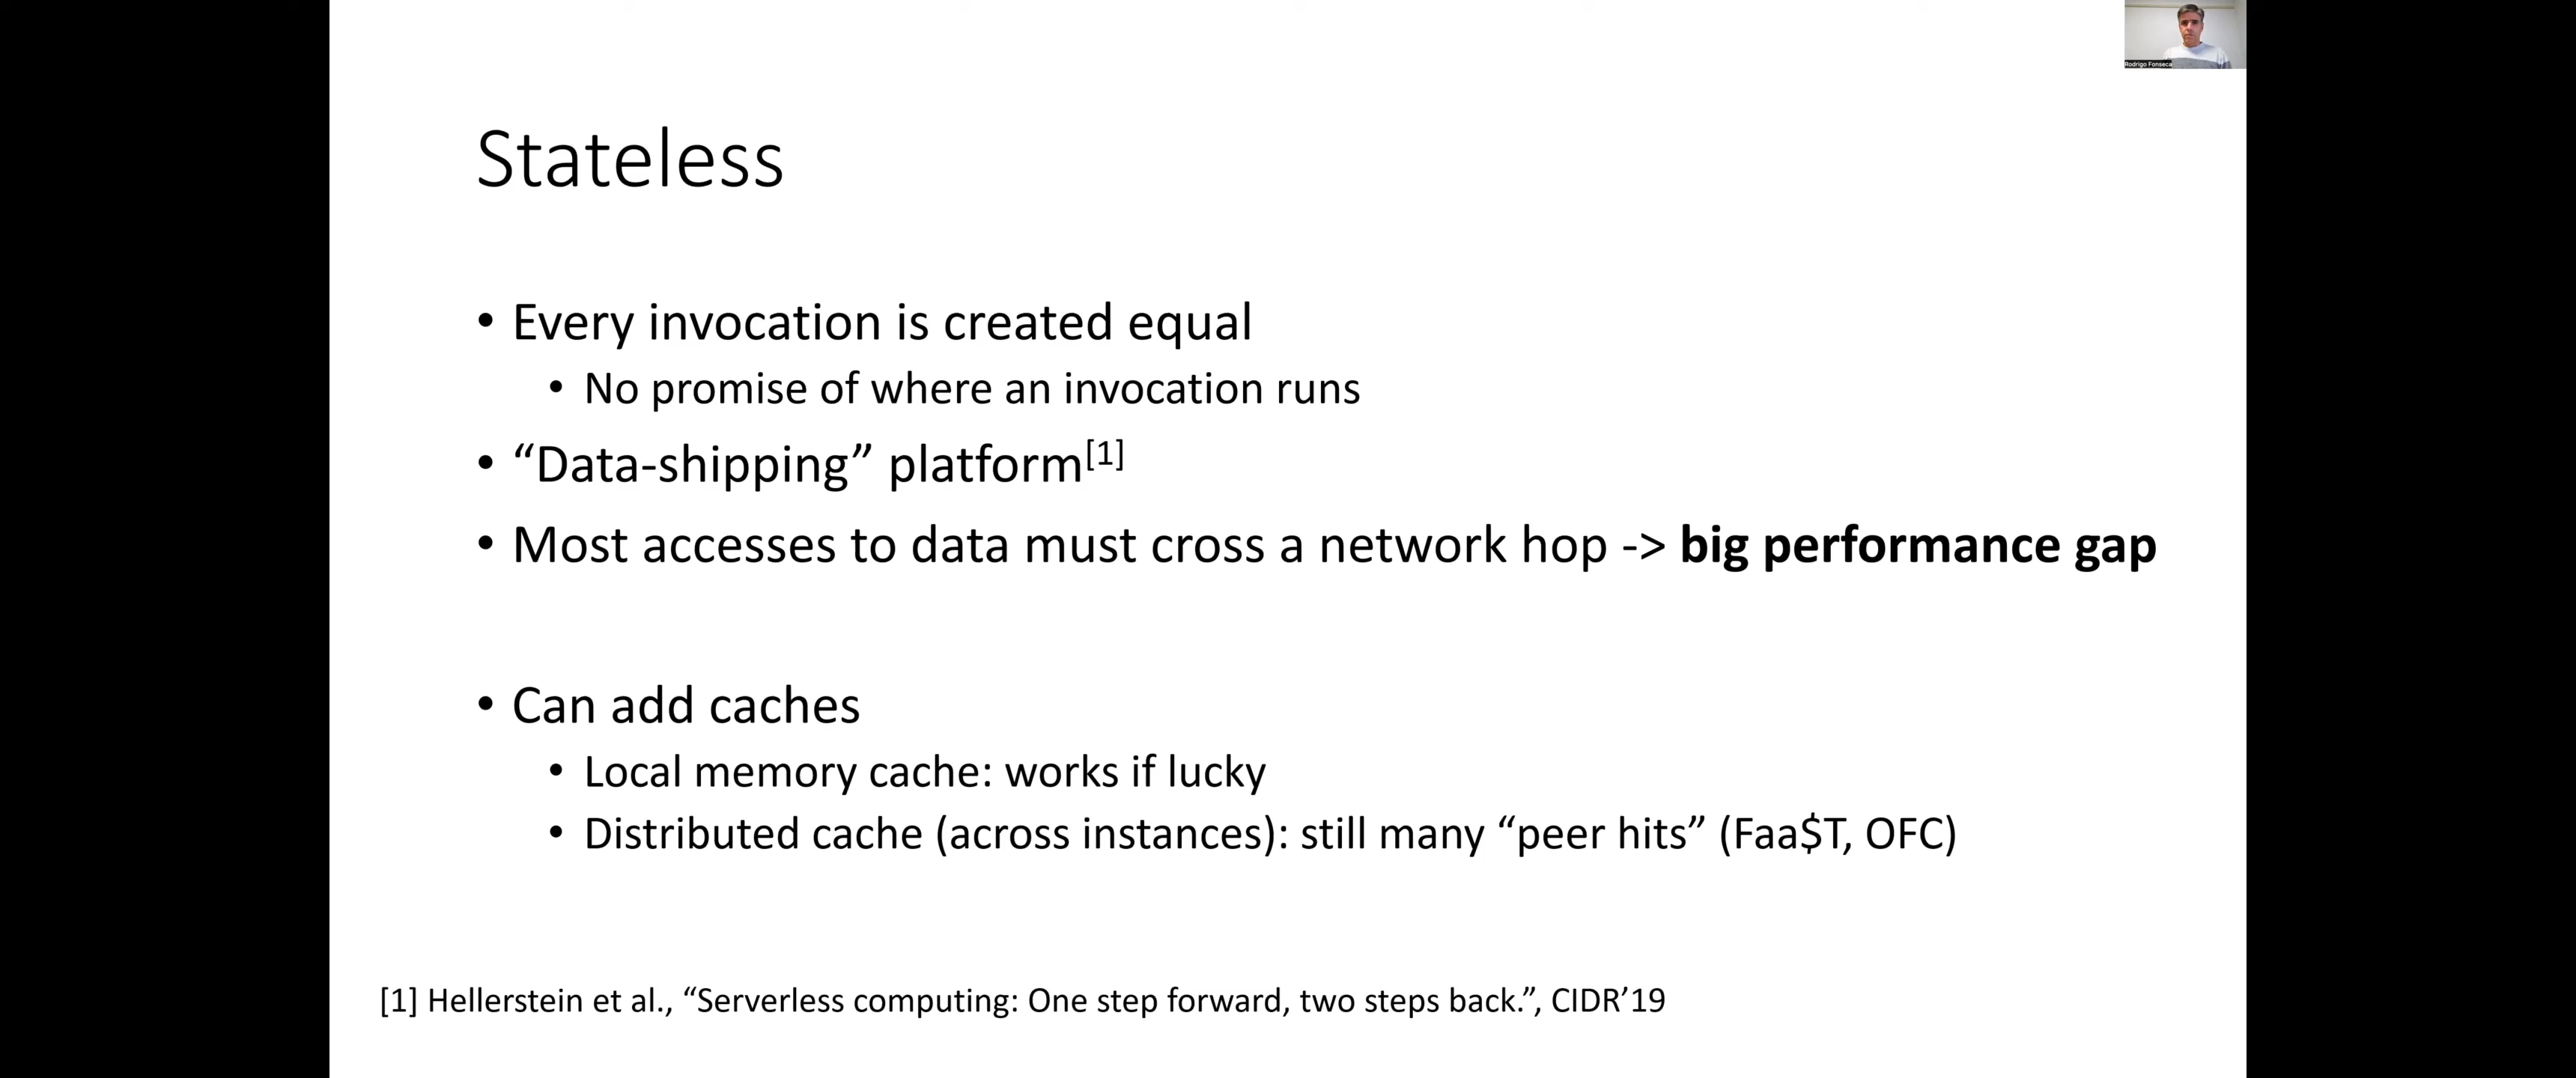 Rodrigo Fonseca
Stateless
• Every invocation is created equal
• No promise of where an invocation runs
• “Data-shipping” platform[1]
• Most accesses to data must cross a network hop -> big performance gap
• Can add caches
• Local memory cache: works if lucky
• Distributed cache (across instances): still many “peer hits” (Faa$T, OFC)
[1] Hellerstein et al., “Serverless computing: One step forward, two steps back.”, CIDR’19